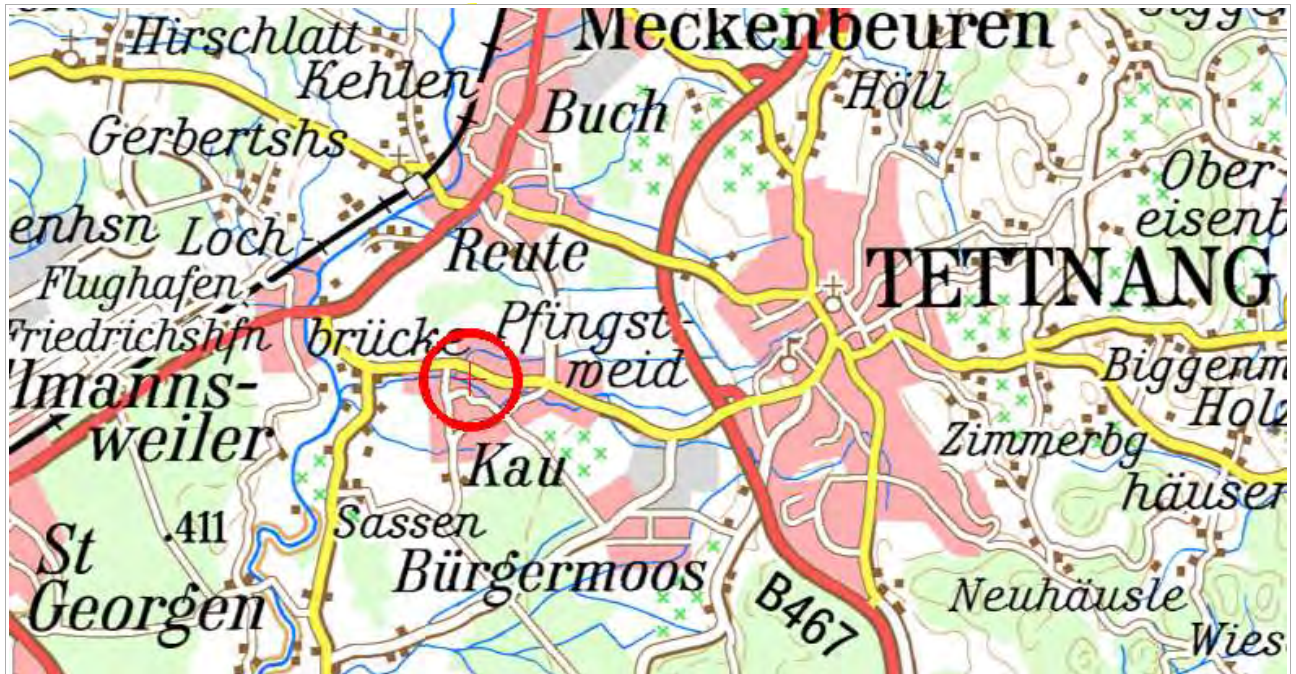 Meckenbeuren
Hirschlatt
Kehlen
Höll
Buch
Gerbertshs
Ober-
eisenb
enhsn
Loch-
Reute
TETTNANG
Flughafen
Friedrichshfn
brücke
Pfingst-
weid
Biggenm
lmanns-
weiler
Holz
Kau
Zimmerbg
häuser
.411
Sassen
St
Georgen
Bürgermoos
B467
Neuhäusle
Wies